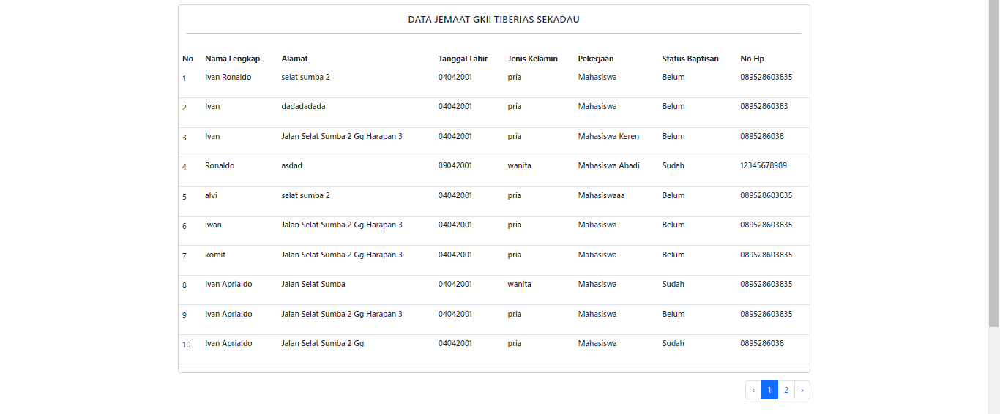 DATA JEMAAT GKII TIBERIAS SEKADAU
No Nama Lengkap Alamat Tanggal Lahir Jenis Kelamin Pekerjaan Status Baptisan No Hp
1 Ivan Ronaldo selat sumba 2 04042001 pria Mahasiswa Belum 089528603835
2 Ivan dadadadada 04042001 pria Mahasiswa Belum 08952860383
3 Ivan Jalan Selat Sumba 2 Gg Harapan 3 04042001 pria Mahasiswa Keren Belum 0895286038
4 Ronaldo asdad 09042001 wanita Mahasiswa Abadi Sudah 12345678909
5 alvi selat sumba 2 04042001 pria Mahasiswaaa Belum 089528603835
6 iwan Jalan Selat Sumba 2 Gg Harapan 3 04042001 pria Mahasiswa Belum 089528603835
7 komit Jalan Selat Sumba 2 Gg Harapan 3 04042001 pria Mahasiswa Belum 089528603835
8 Ivan Aprialdo Jalan Selat Sumba 04042001 wanita Mahasiswa Sudah 089528603835
9 Ivan Aprialdo Jalan Selat Sumba 2 Gg Harapan 3 04042001 pria Mahasiswa Belum 089528603835
10 Ivan Aprialdo Jalan Selat Sumba 2 Gg 04042001 pria Mahasiswa Sudah 0895286038
‹ 1 2 ›